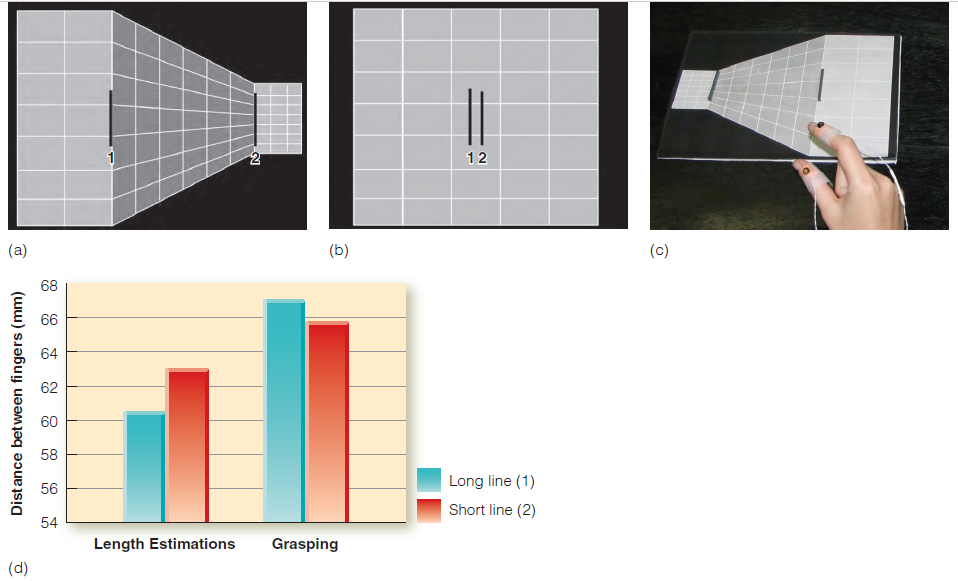 1
2
1 2
(a)
(b)
(c)
Distance between fingers (mm)
68
66
64
62
60
58
56
54
Length Estimations
Grasping
Long line (1)
Short line (2)
(d)